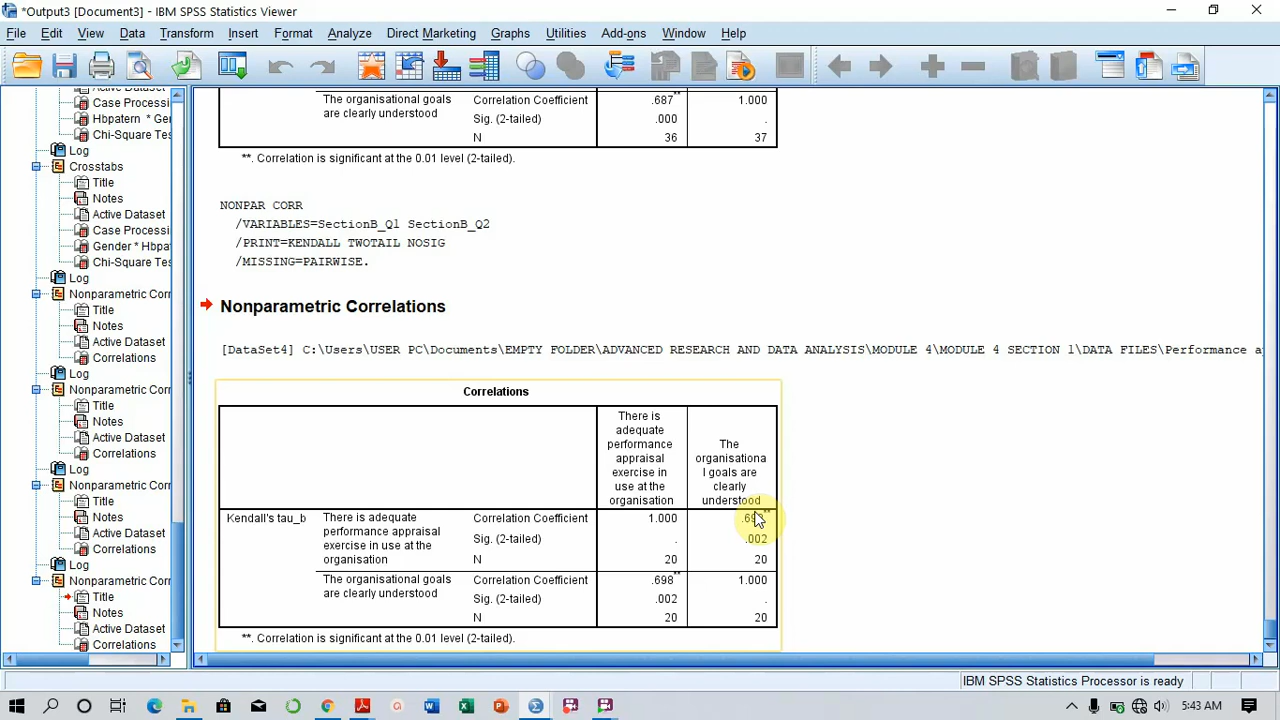 *Output3 [Document3] - IBM SPSS Statistics Viewer
File Edit View Data Transform Insert Format Analyze Direct Marketing Graphs Utilities Add-ons Window Help
Active Dataset
Case Processi
Hbpatern * Ge
Chi-Square Tes
Log
Crosstabs
Title
Notes
Active Dataset
Case Processi
Gender * Hbpa
Chi-Square Tes
Log
Nonparametric Corr
Title
Notes
Active Dataset
Correlations
Log
Nonparametric Corr
Title
Notes
Active Dataset
Correlations
Log
Nonparametric Corr
Title
Notes
Active Dataset
Correlations
Log
Nonparametric Corr
Title
Notes
Active Dataset
Correlations
The organisational goals Correlation Coefficient .687** 1.000
are clearly understood
Sig. (2-tailed) .000 .
N 36 37
**. Correlation is significant at the 0.01 level (2-tailed).
NONPAR CORR
/VARIABLES=SectionB_Q1 SectionB_Q2
/PRINT=KENDALL TWOTAIL NOSIG
/MISSING=PAIRWISE.
Nonparametric Correlations
[DataSet4] C:\Users\USER PC\Documents\EMPTY FOLDER\ADVANCED RESEARCH AND DATA ANALYSIS\MODULE 4\MODULE 4 SECTION 1\DATA FILES\Performance a
Correlations
There is
adequate
performance
appraisal
exercise in
use at the
organisation
The
organisationa
l goals are
clearly
understood
Kendall's tau_b There is adequate Correlation Coefficient 1.000
performance appraisal
exercise in use at the
organisation
Sig. (2-tailed) . .002
N 20 20
The organisational goals Correlation Coefficient .698** 1.000
are clearly understood
Sig. (2-tailed) .002 .
N 20 20
**. Correlation is significant at the 0.01 level (2-tailed).
IBM SPSS Statistics Processor is ready
5:43 AM